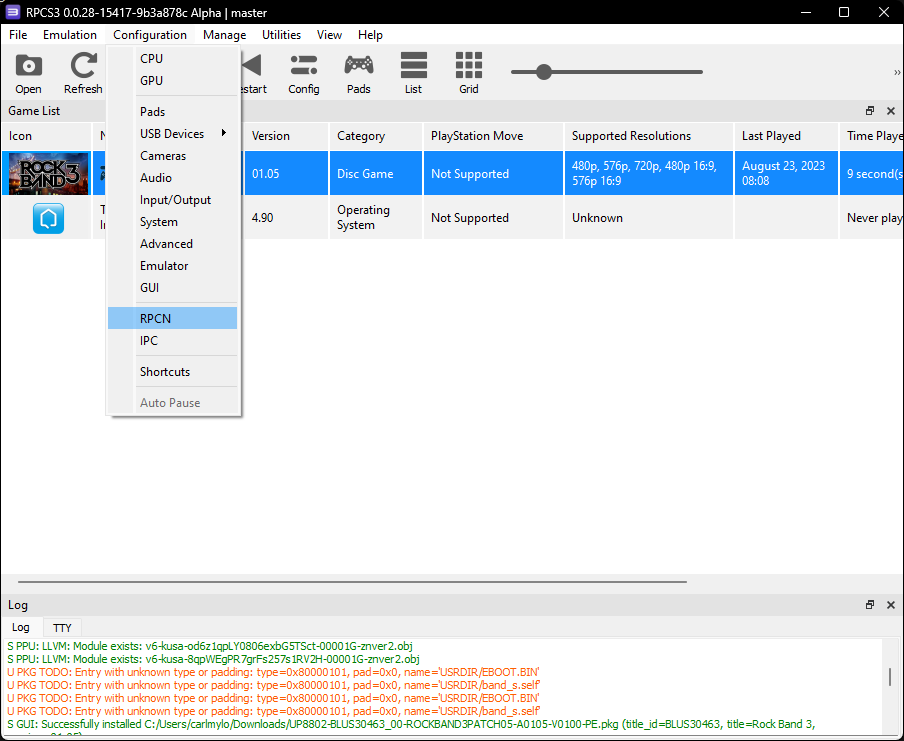 RPCS3 0.0.28-15417-9b3a878c Alpha | master
File Emulation Configuration Manage Utilities View Help
Open Refresh estart Config Pads List Grid
CPU
GPU
Pads
USB Devices
Cameras
Audio
Input/Output
System
Advanced
Emulator
GUI
RPCN
IPC
Shortcuts
Auto Pause
Game List
Icon N Version Category PlayStation Move Supported Resolutions Last Played Time Playe
ROCK BAND 3 01.05 Disc Game Not Supported 480p, 576p, 720p, 480p 16:9, August 23, 2023 9 second(s
576p 16:9 08:08
4.90 Operating Not Supported Unknown Never play
System
Log
Log TTY
S PPU: LLVM: Module exists: v6-kusa-od6z1qpLY0806exbG5TSct-00001G-znver2.obj
S PPU: LLVM: Module exists: v6-kusa-8qpWEgPR7grFs257s1RV2H-00001G-znver2.obj
U PKG TODO: Entry with unknown type or padding: type=0x80000101, pad=0x0, name='USRDIR/EBOOT.BIN'
U PKG TODO: Entry with unknown type or padding: type=0x80000101, pad=0x0, name='USRDIR/band_s.self'
U PKG TODO: Entry with unknown type or padding: type=0x80000101, pad=0x0, name='USRDIR/EBOOT.BIN'
U PKG TODO: Entry with unknown type or padding: type=0x80000101, pad=0x0, name='USRDIR/band_s.self'
S GUI: Successfully installed C:/Users/carlmylo/Downloads/UP8802-BLUS30463_00-ROCKBAND3PATCH05-A0105-V0100-PE.pkg (title_id=BLUS30463, title=Rock Band 3,